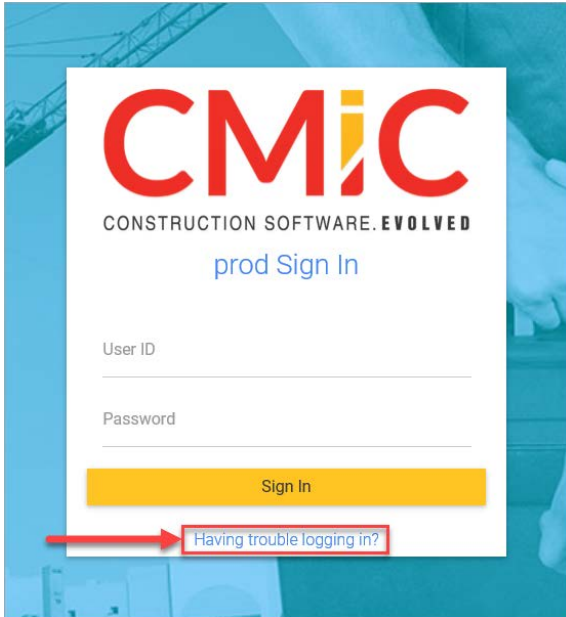 CMiC
CONSTRUCTION SOFTWARE. EVOLVED
prod Sign In
User ID
Password
Sign In
Having trouble logging in?